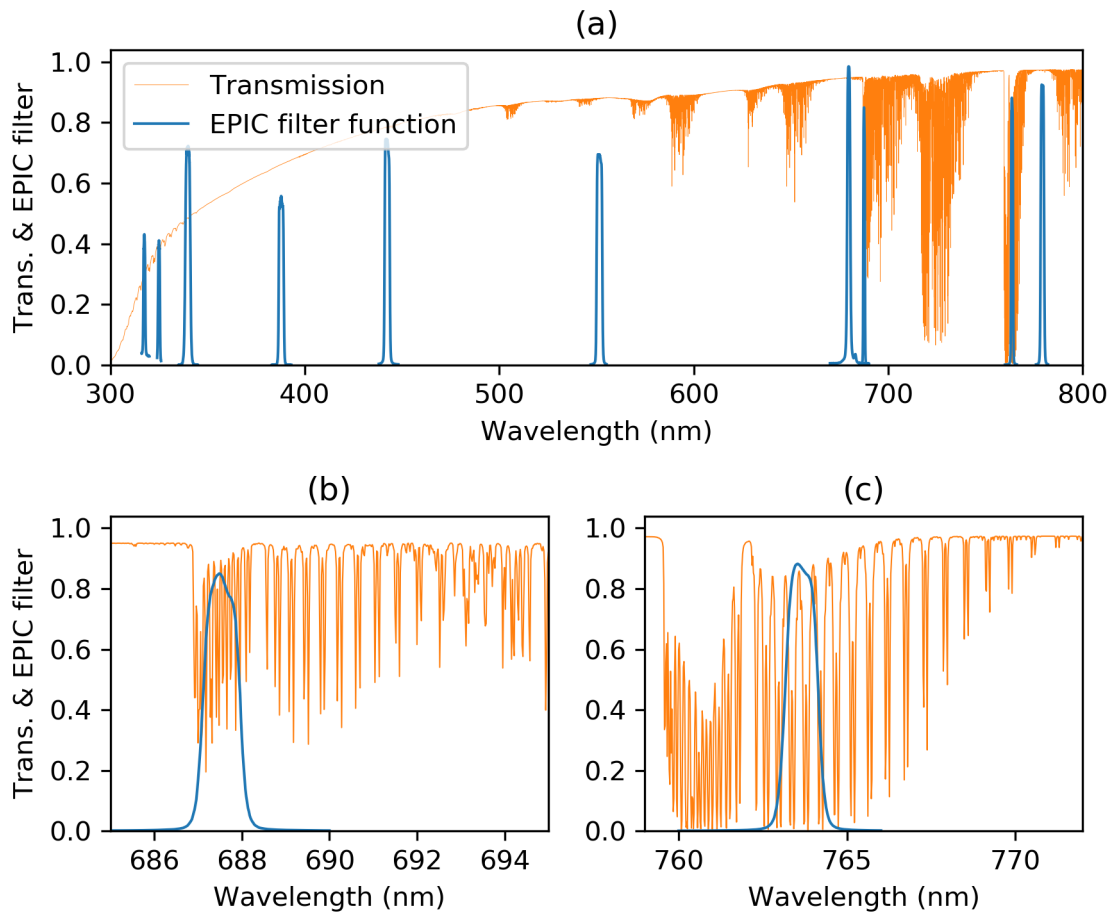 (a)
Trans. & EPIC filter
1.0
0.8
0.6
0.4
0.2
0.0
Transmission
EPIC filter function
300 400 500 600 700 800
Wavelength (nm)
(b)
Trans. & EPIC filter
1.0
0.8
0.6
0.4
0.2
0.0
686 688 690 692 694
Wavelength (nm)
(c)
1.0
0.8
0.6
0.4
0.2
0.0
760 765 770
Wavelength (nm)